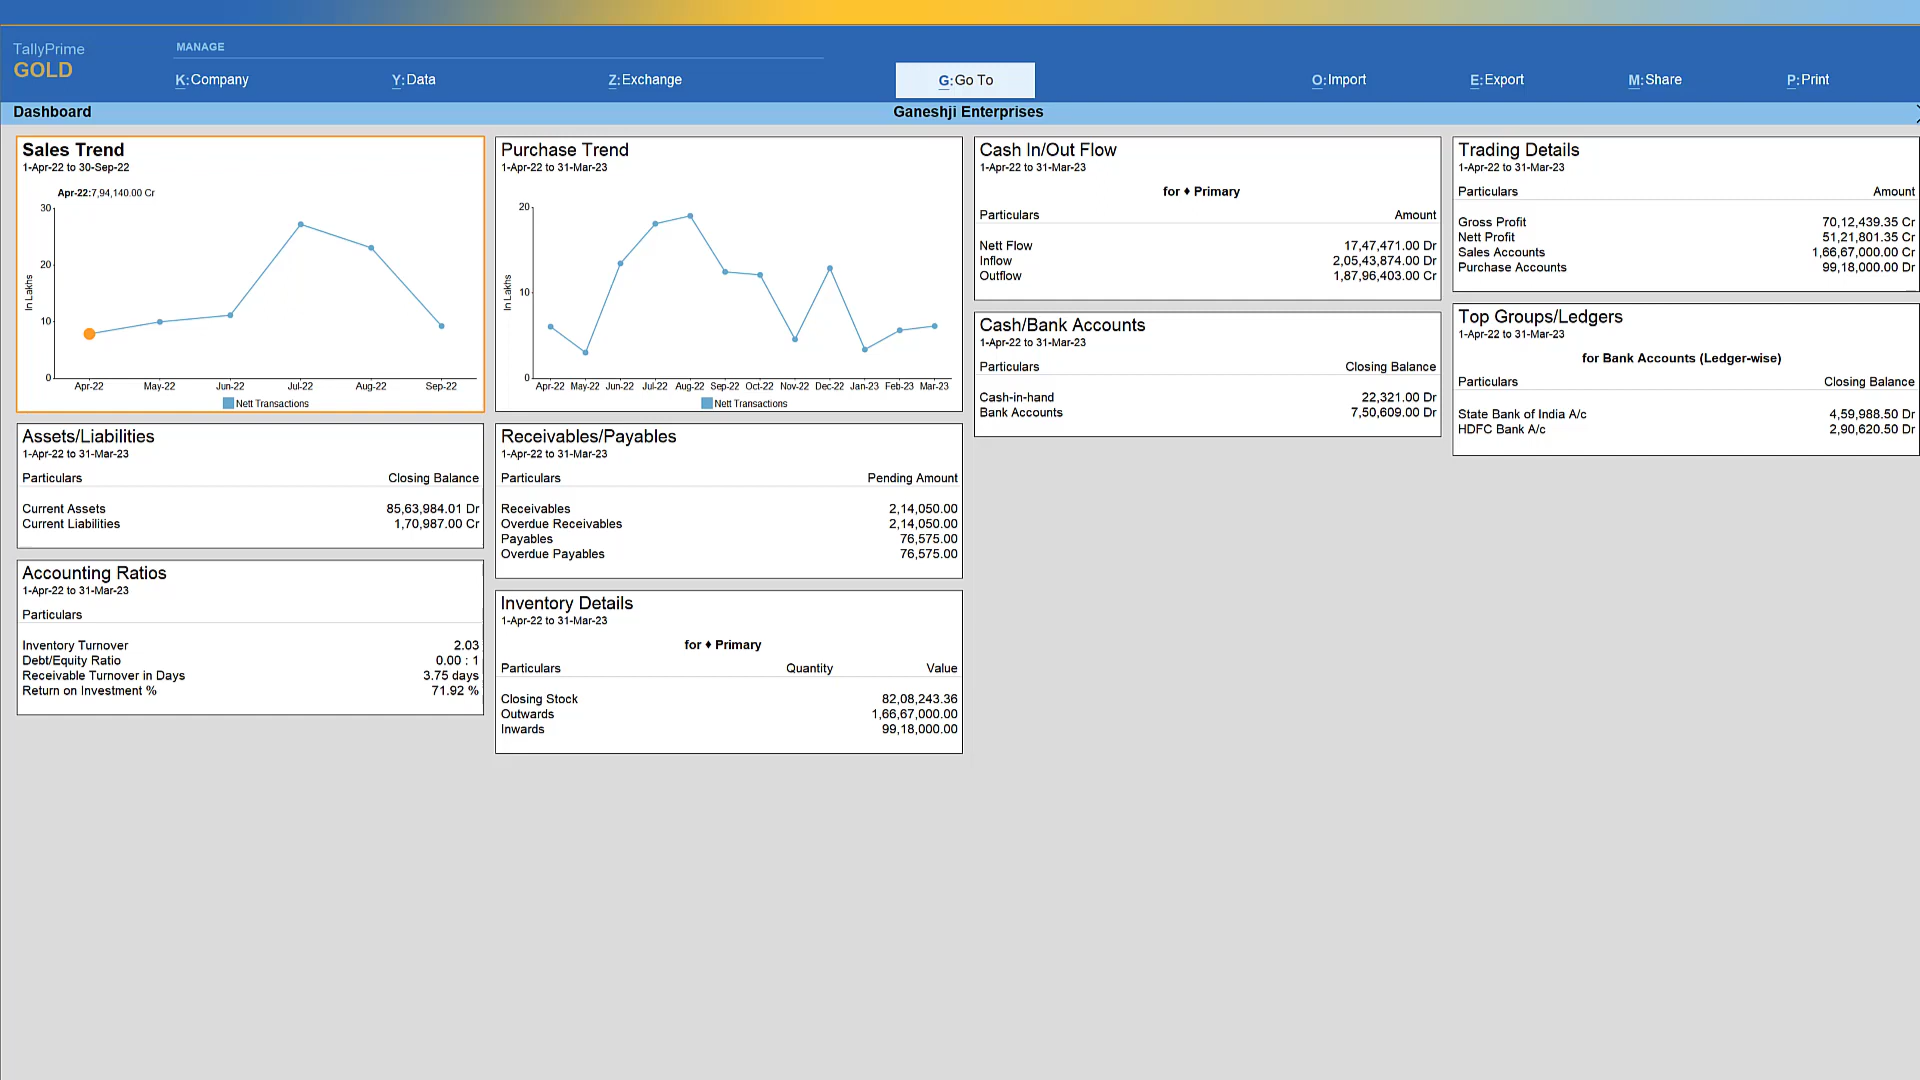 TallyPrime
GOLD
MANAGE
K:Company
Y:Data
Z:Exchange
G:Go To
O:Import
E:Export
M:Share
P:Print
Dashboard
Ganeshji Enterprises
Sales Trend
1-Apr-22 to 30-Sep-22
Apr-22:7,94,140.00 Cr
30
20
10
0
In Lakhs
Apr-22 May-22 Jun-22 Jul-22 Aug-22 Sep-22
Nett Transactions
Purchase Trend
1-Apr-22 to 31-Mar-23
20
10
0
In Lakhs
Apr-22 May-22 Jun-22 Jul-22 Aug-22 Sep-22 Oct-22 Nov-22 Dec-22 Jan-23 Feb-23 Mar-23
Nett Transactions
Cash In/Out Flow
1-Apr-22 to 31-Mar-23
for ♦ Primary
Particulars Amount
Nett Flow 17,47,471.00 Dr
Inflow 2,05,43,874.00 Dr
Outflow 1,87,96,403.00 Cr
Trading Details
1-Apr-22 to 31-Mar-23
Particulars Amount
Gross Profit 70,12,439.35 Cr
Nett Profit 51,21,801.35 Cr
Sales Accounts 1,66,67,000.00 Cr
Purchase Accounts 99,18,000.00 Dr
Cash/Bank Accounts
1-Apr-22 to 31-Mar-23
Particulars Closing Balance
Cash-in-hand 22,321.00 Dr
Bank Accounts 7,50,609.00 Dr
Top Groups/Ledgers
1-Apr-22 to 31-Mar-23
for Bank Accounts (Ledger-wise)
Particulars Closing Balance
State Bank of India A/c 4,59,988.50 Dr
HDFC Bank A/c 2,90,620.50 Dr
Assets/Liabilities
1-Apr-22 to 31-Mar-23
Particulars Closing Balance
Current Assets 85,63,984.01 Dr
Current Liabilities 1,70,987.00 Cr
Receivables/Payables
1-Apr-22 to 31-Mar-23
Particulars Pending Amount
Receivables 2,14,050.00
Overdue Receivables 2,14,050.00
Payables 76,575.00
Overdue Payables 76,575.00
Accounting Ratios
1-Apr-22 to 31-Mar-23
Particulars
Inventory Turnover 2.03
Debt/Equity Ratio 0.00 : 1
Receivable Turnover in Days 3.75 days
Return on Investment % 71.92 %
Inventory Details
1-Apr-22 to 31-Mar-23
for ♦ Primary
Particulars Quantity Value
Closing Stock 82,08,243.36
Outwards 1,66,67,000.00
Inwards 99,18,000.00